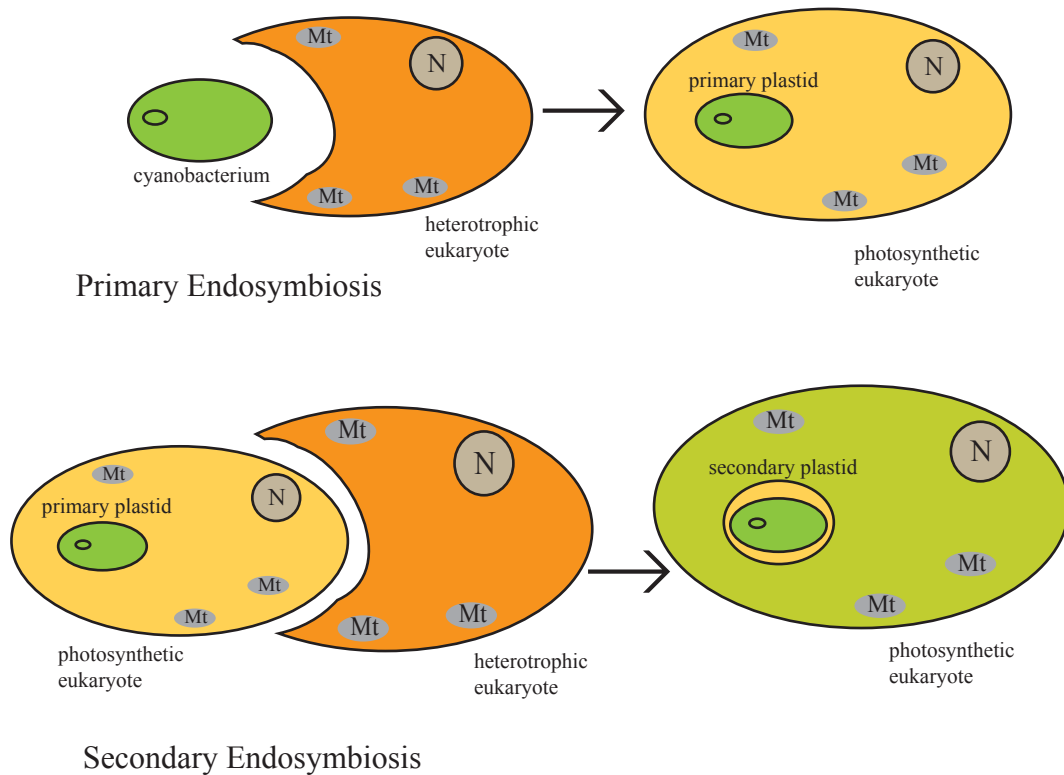 Mt
N
Mt
N
primary plastid
cyanobacterium
Mt
Mt
heterotrophic
eukaryote
Mt
Mt
photosynthetic
eukaryote
Primary Endosymbiosis
Mt
N
primary plastid
Mt
Mt
photosynthetic
eukaryote
Mt
N
Mt
Mt
heterotrophic
eukaryote
Mt
N
secondary plastid
Mt
Mt
photosynthetic
eukaryote
Secondary Endosymbiosis